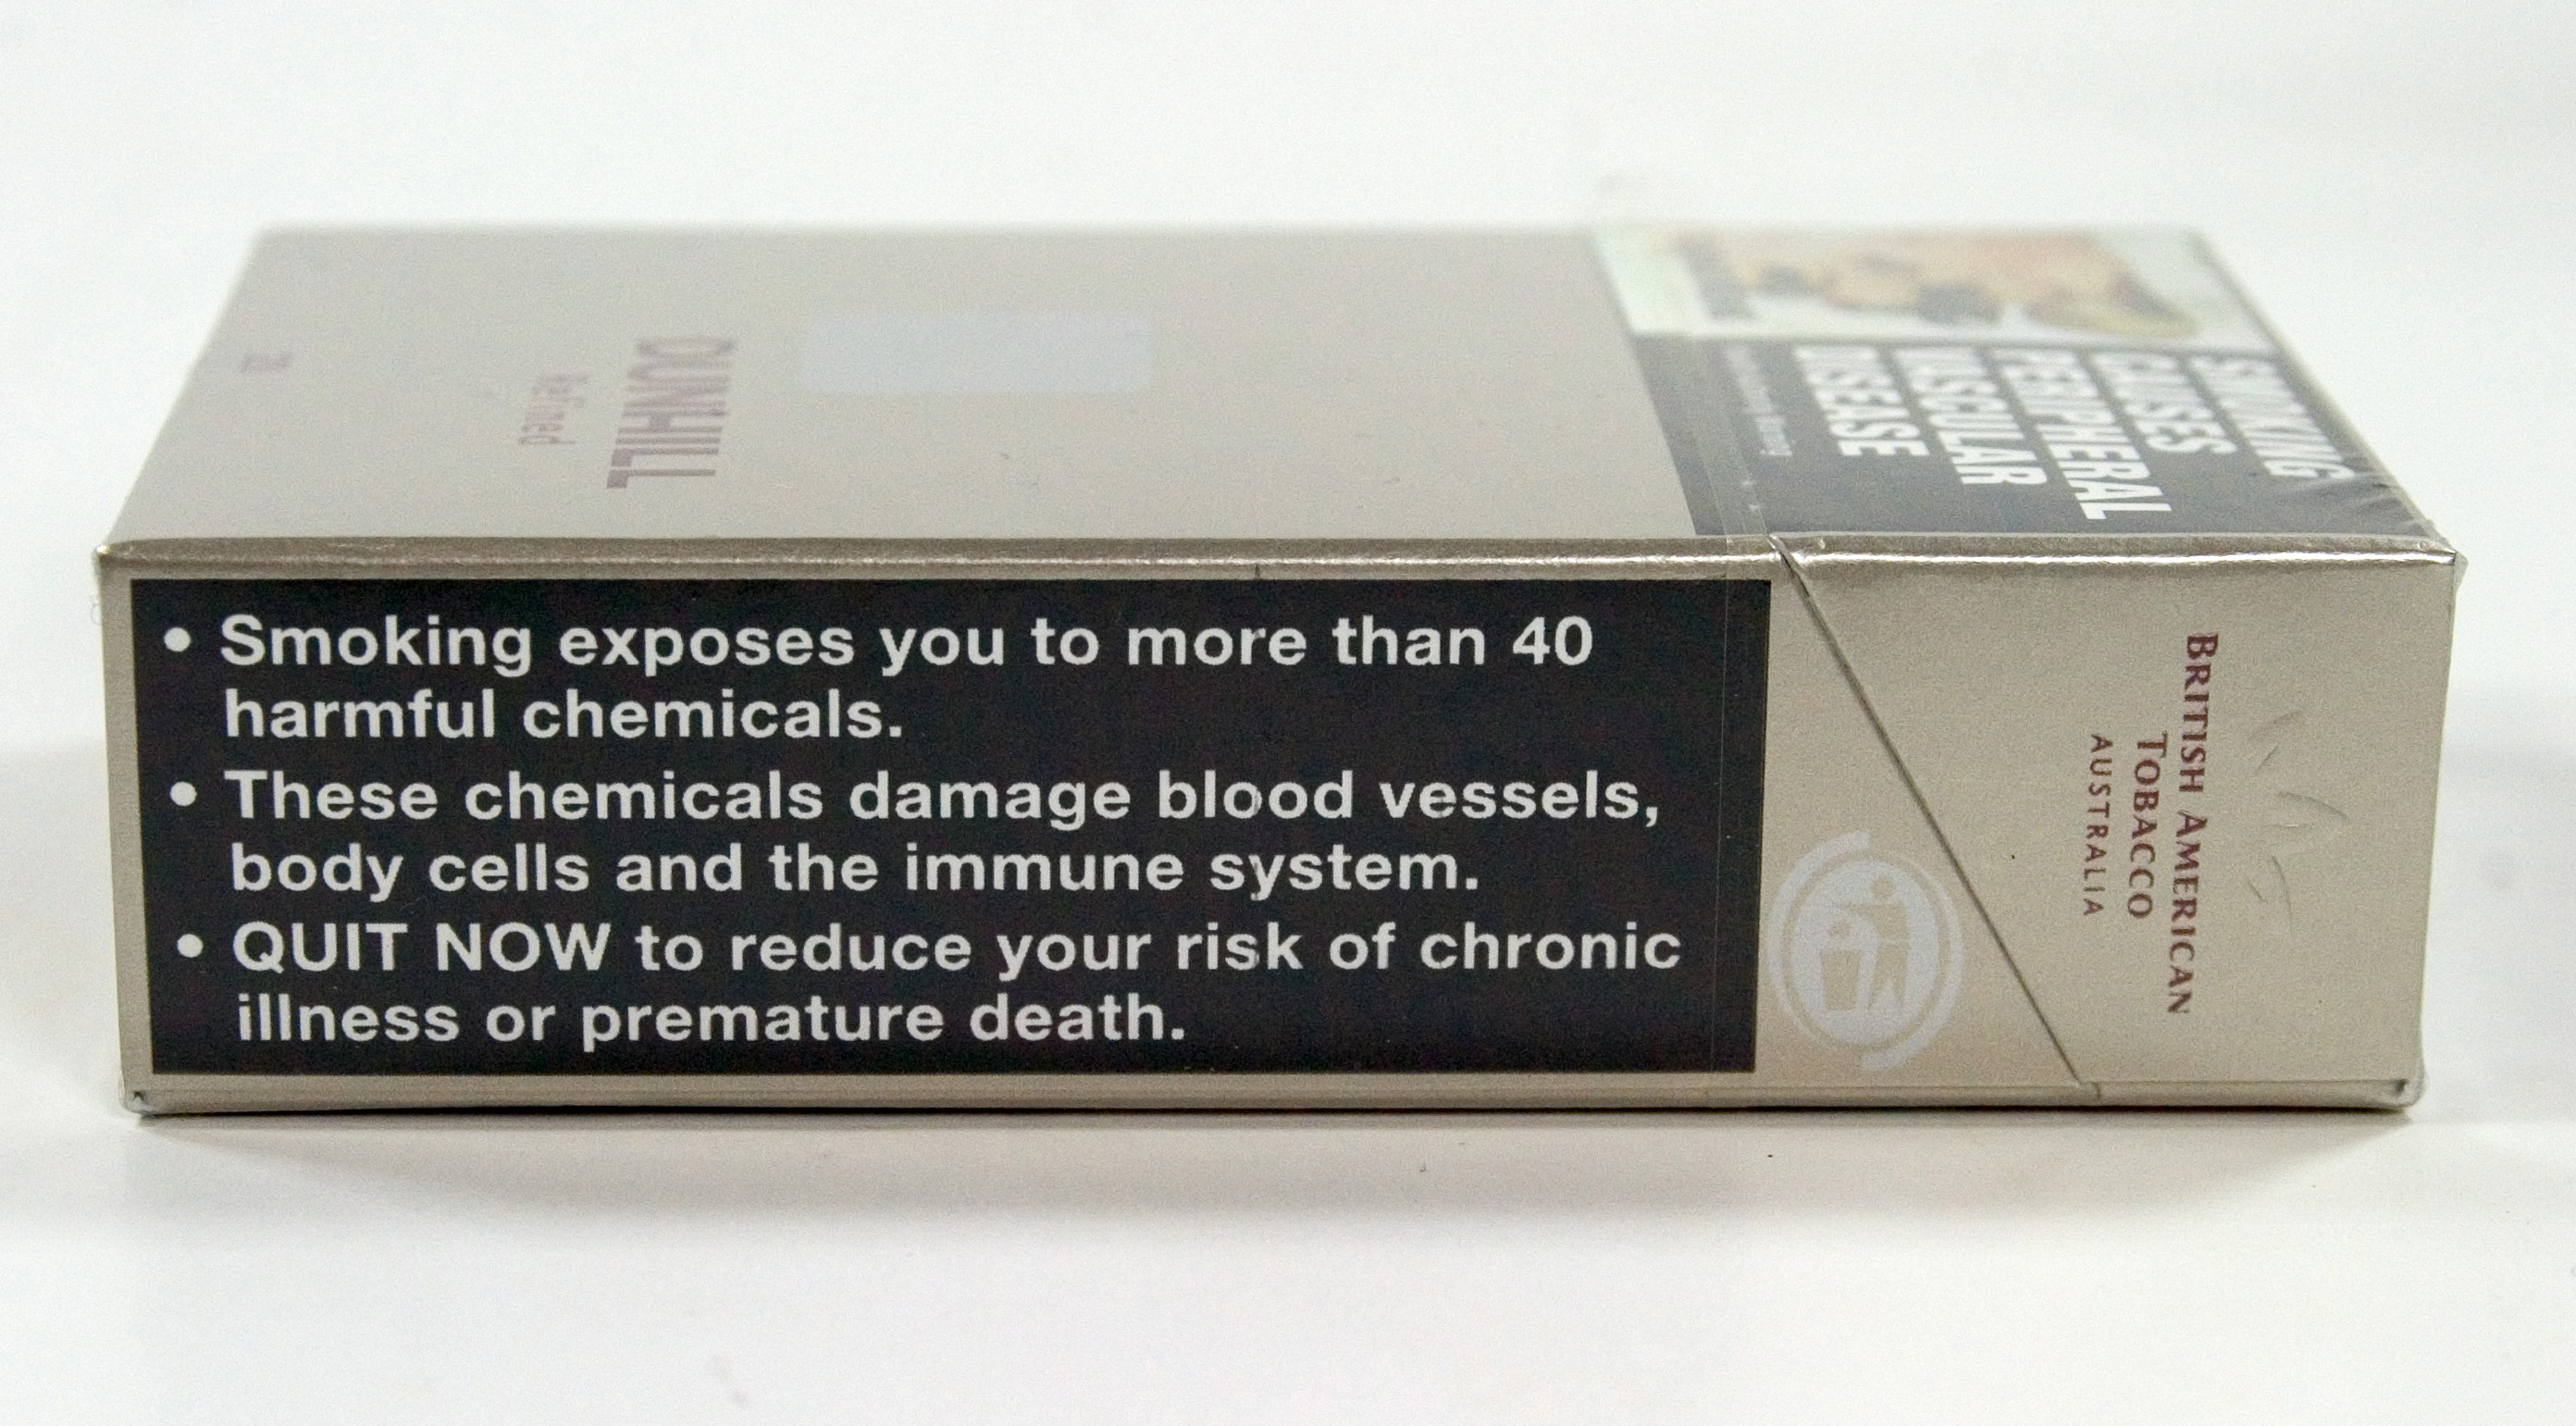 • Smoking exposes you to more than 40
harmful chemicals.
• These chemicals damage blood vessels,
body cells and the immune system.
• QUIT NOW to reduce your risk of chronic
illness or premature death.
BRITISH AMERICAN
TOBACCO
AUSTRALIA
SMOKING
CAUSES
PERIPHERAL
VASCULAR
DISEASE
DUNHILL
Refined